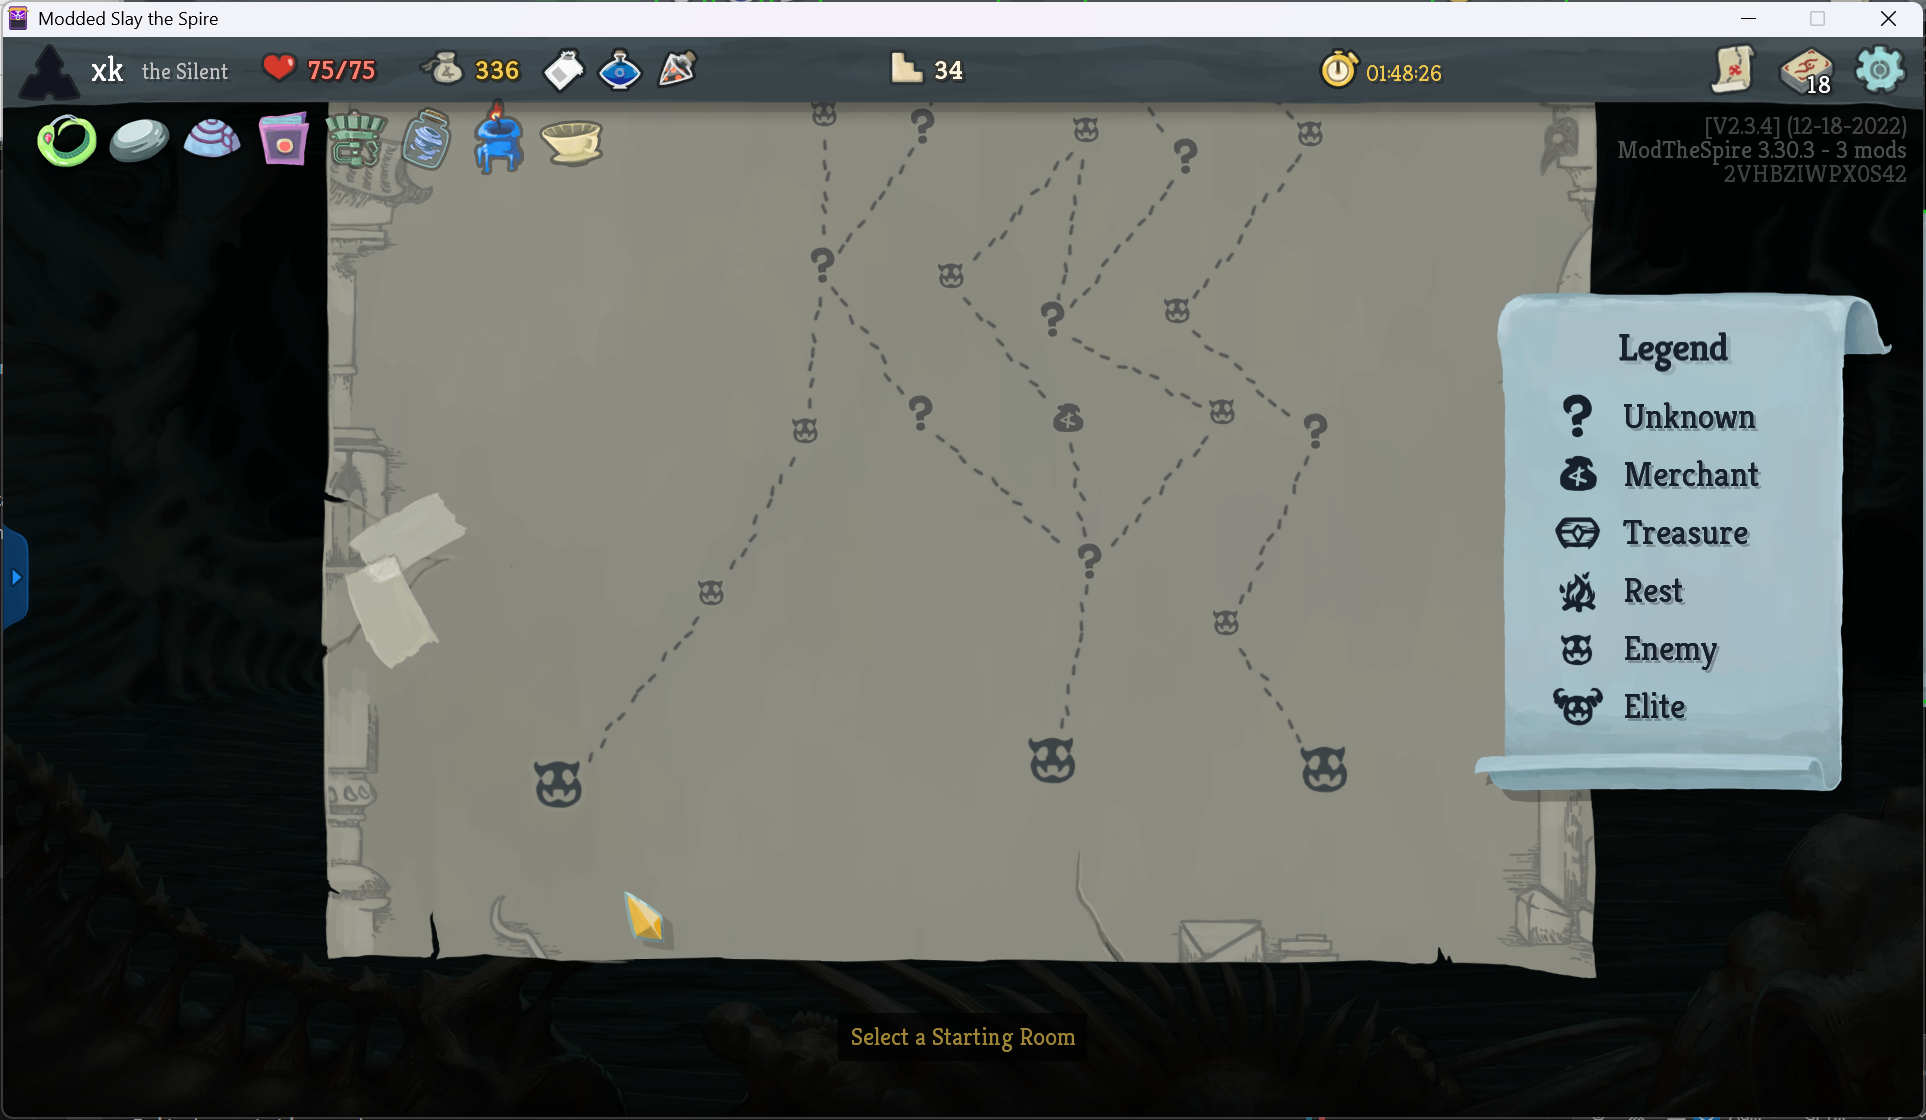 Modded Slay the Spire
xk the Silent 75/75 336 34 01:48:26 18
[V2.3.4] (12-18-2022)
ModTheSpire 3.30.3 - 3 mods
2VHBZIWPX0S42
Legend
Unknown
Merchant
Treasure
Rest
Enemy
Elite
Select a Starting Room